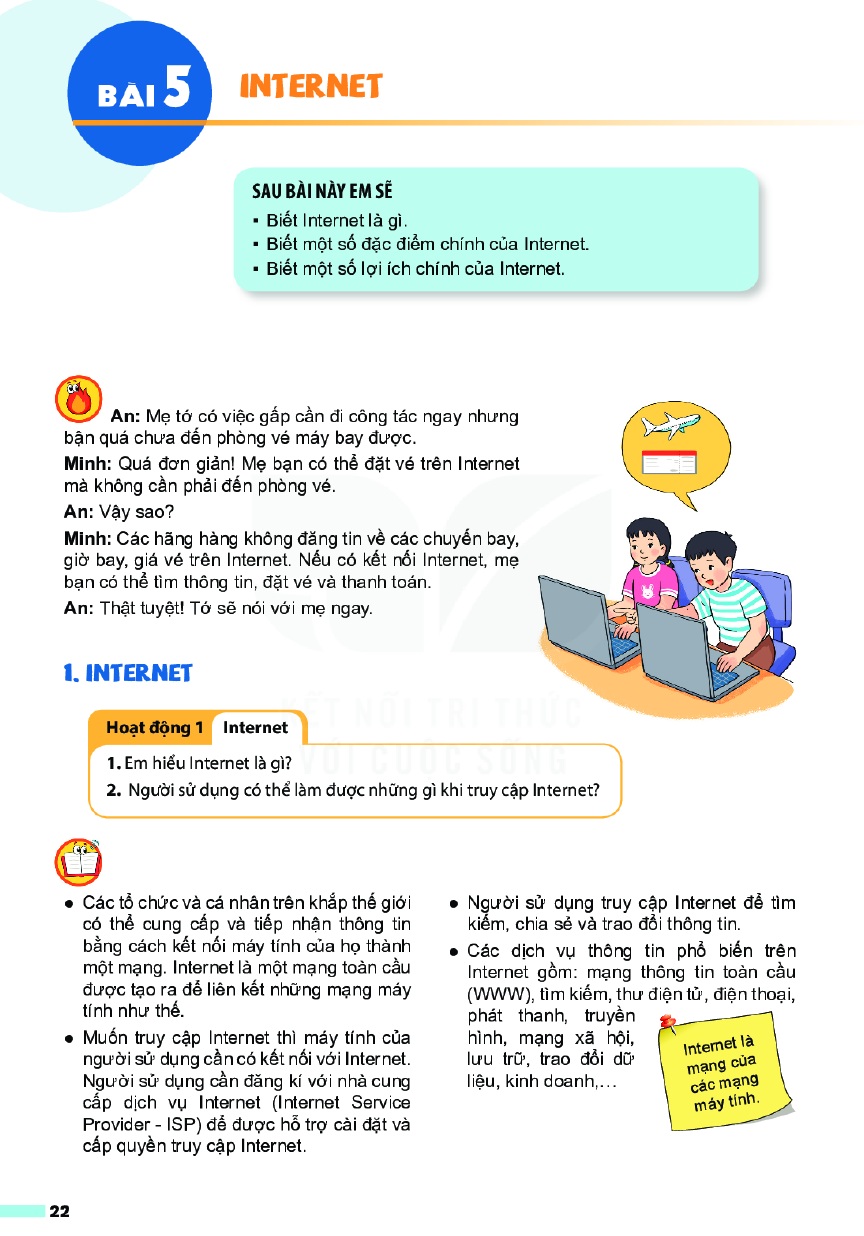 BÀI 5
INTERNET
SAU BÀI NÀY EM SẼ
▪ Biết Internet là gì.
▪ Biết một số đặc điểm chính của Internet.
▪ Biết một số lợi ích chính của Internet.
An: Mẹ tớ có việc gấp cần đi công tác ngay nhưng
bận quá chưa đến phòng vé máy bay được.
Minh: Quá đơn giản! Mẹ bạn có thể đặt vé trên Internet
mà không cần phải đến phòng vé.
An: Vậy sao?
Minh: Các hãng hàng không đăng tin về các chuyến bay,
giờ bay, giá vé trên Internet. Nếu có kết nối Internet, mẹ
bạn có thể tìm thông tin, đặt vé và thanh toán.
An: Thật tuyệt! Tớ sẽ nói với mẹ ngay.
1. INTERNET
KẾT NỐI TRI THỨC
VỚI CUỘC SỐNG
Hoạt động 1 Internet
1. Em hiểu Internet là gì?
2. Người sử dụng có thể làm được những gì khi truy cập Internet?
● Các tổ chức và cá nhân trên khắp thế giới
có thể cung cấp và tiếp nhận thông tin
bằng cách kết nối máy tính của họ thành
một mạng. Internet là một mạng toàn cầu
được tạo ra để liên kết những mạng máy
tính như thế.
● Muốn truy cập Internet thì máy tính của
người sử dụng cần có kết nối với Internet.
Người sử dụng cần đăng kí với nhà cung
cấp dịch vụ Internet (Internet Service
Provider - ISP) để được hỗ trợ cài đặt và
cấp quyền truy cập Internet.
● Người sử dụng truy cập Internet để tìm
kiếm, chia sẻ và trao đổi thông tin.
● Các dịch vụ thông tin phổ biến trên
Internet gồm: mạng thông tin toàn cầu
(WWW), tìm kiếm, thư điện tử, điện thoại,
phát thanh, truyền
hình, mạng xã hội,
lưu trữ, trao đổi dữ
liệu, kinh doanh,…
Internet là
mạng của
các mạng
máy tính.
22